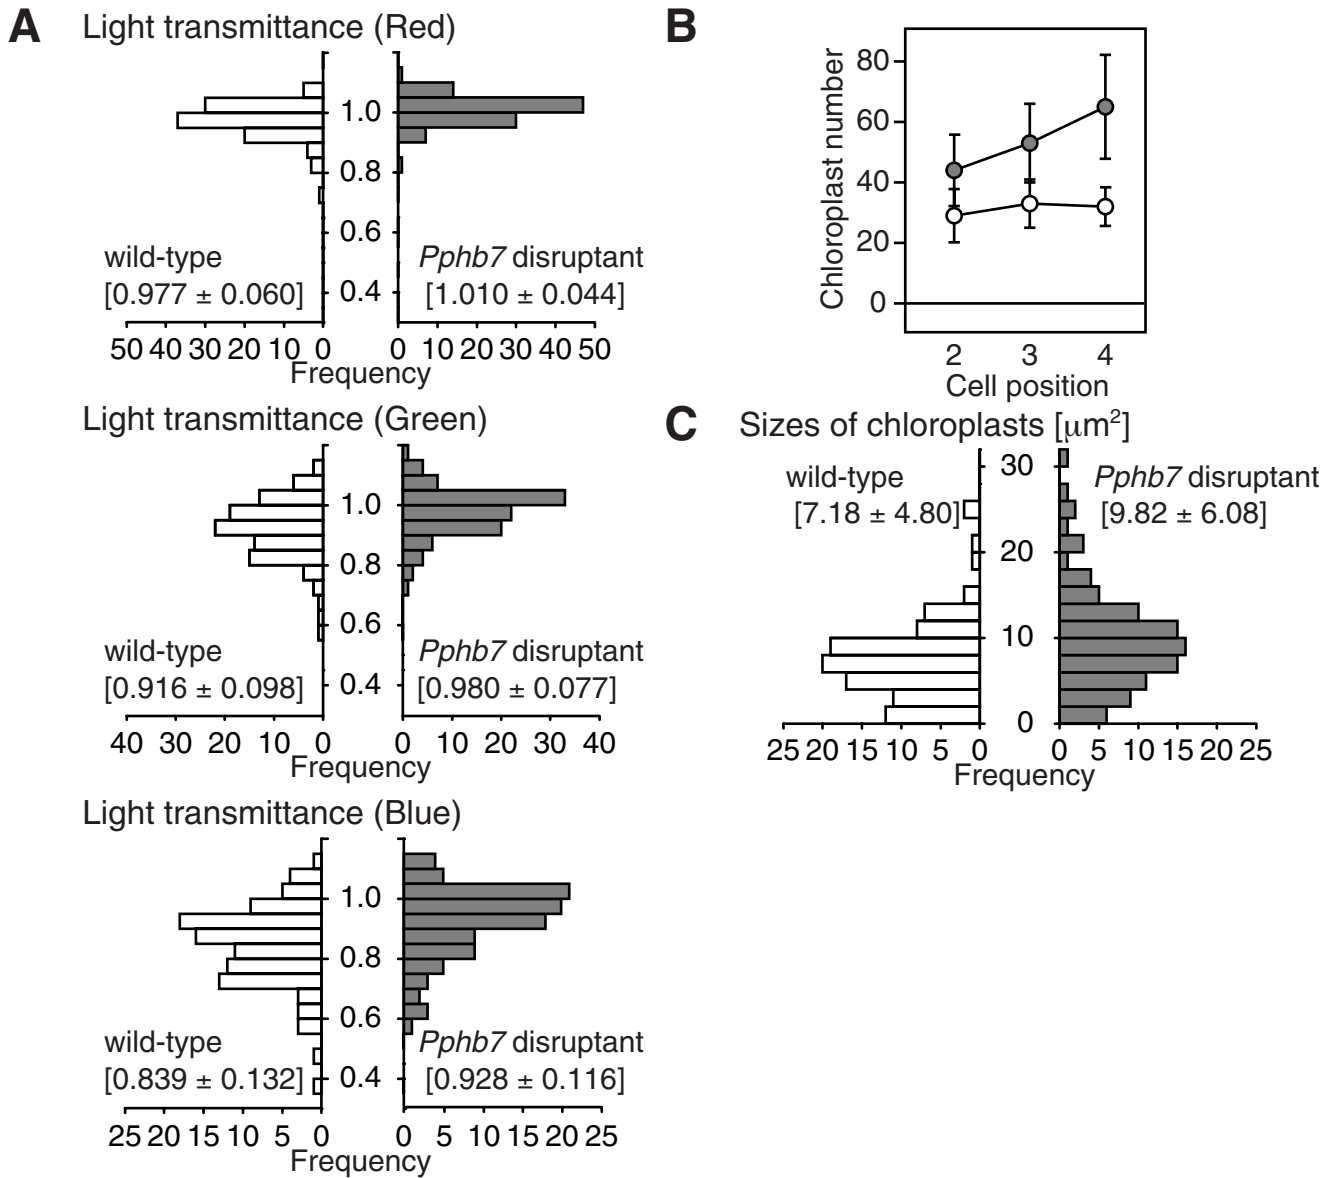 A
Light transmittance (Red)
1.0
0.8
0.6
0.4
wild-type
[0.977 ± 0.060]
Pphb7 disruptant
[1.010 ± 0.044]
50 40 30 20 10 0
0 10 20 30 40 50
Frequency
Light transmittance (Green)
1.0
0.8
0.6
0.4
wild-type
[0.916 ± 0.098]
Pphb7 disruptant
[0.980 ± 0.077]
40 30 20 10 0
0 10 20 30 40
Frequency
Light transmittance (Blue)
1.0
0.8
0.6
0.4
wild-type
[0.839 ± 0.132]
Pphb7 disruptant
[0.928 ± 0.116]
25 20 15 10 5 0
0 5 10 15 20 25
Frequency
B
Chloroplast number
80
60
40
20
0
2 3 4
Cell position
C
Sizes of chloroplasts [μm²]
30
20
10
0
wild-type
[7.18 ± 4.80]
Pphb7 disruptant
[9.82 ± 6.08]
25 20 15 10 5 0
0 5 10 15 20 25
Frequency